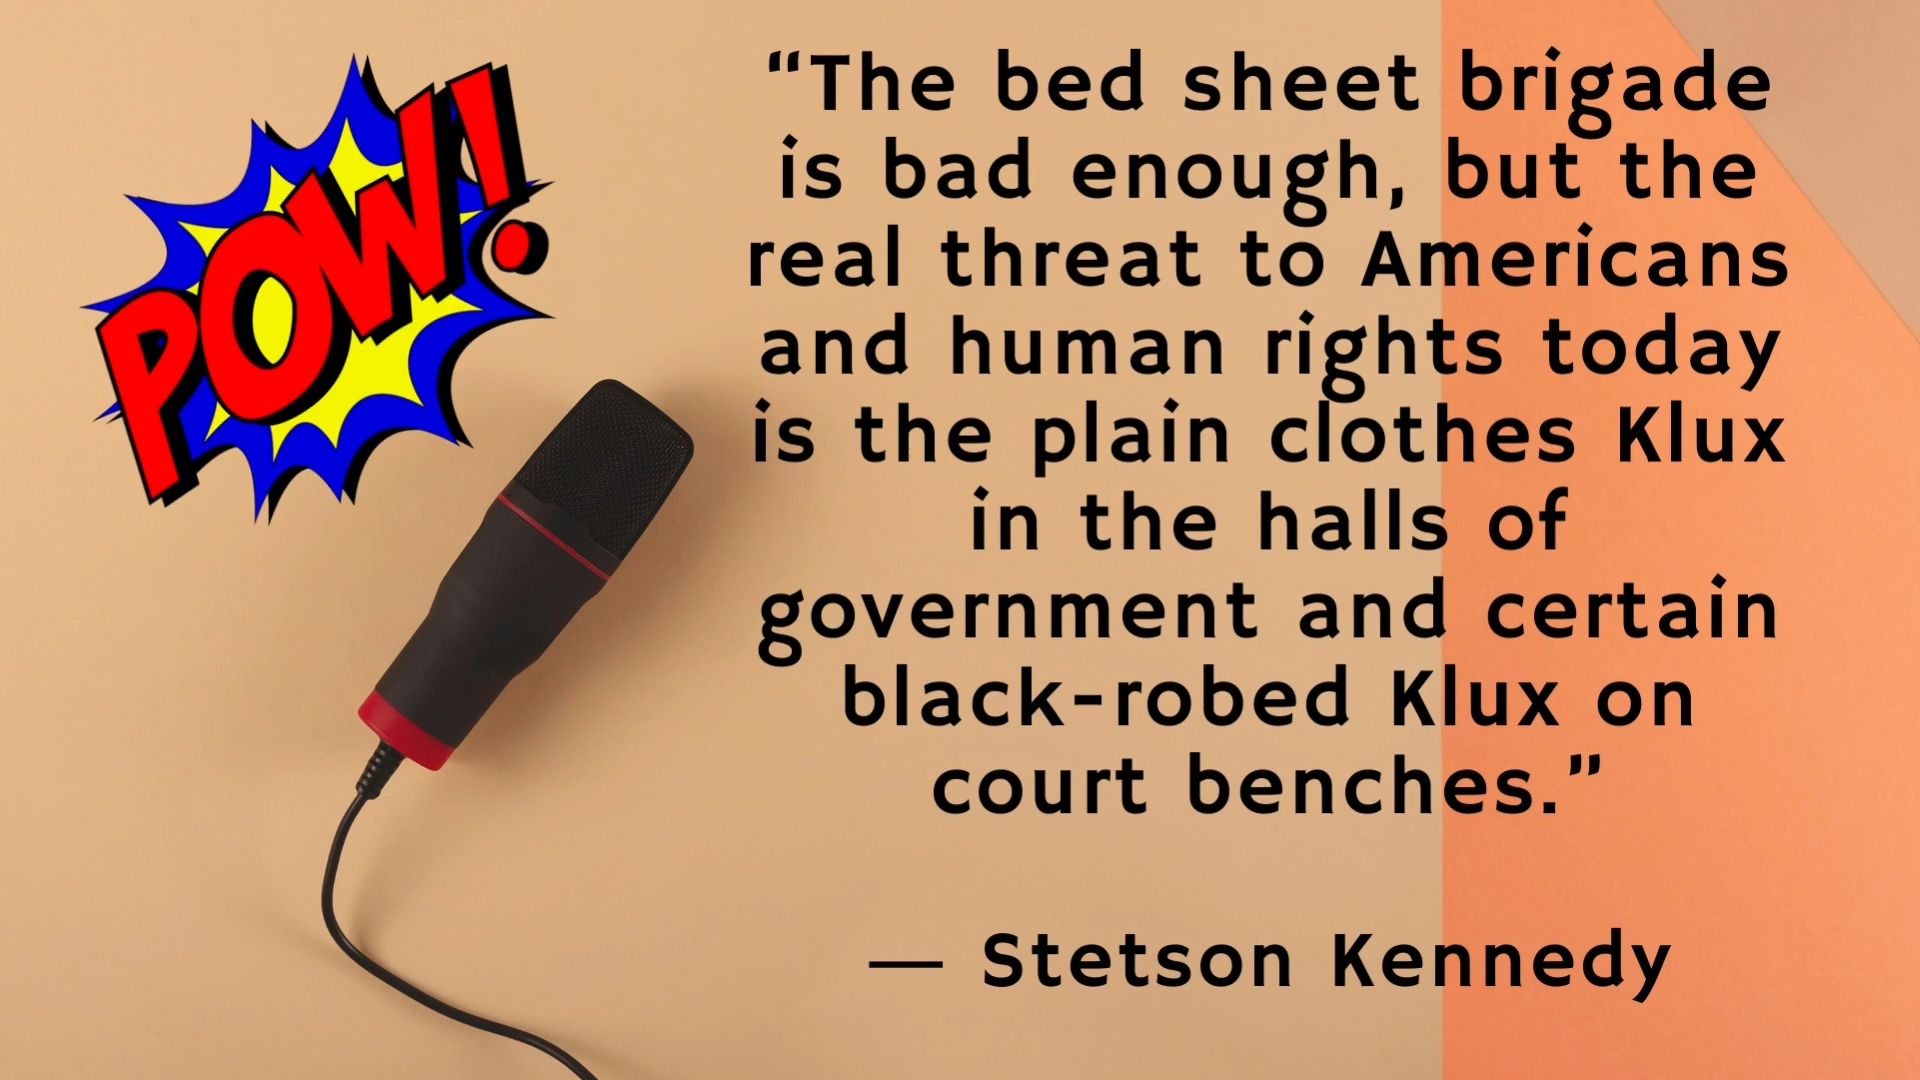 POW!
“The bed sheet brigade
is bad enough, but the
real threat to Americans
and human rights today
is the plain clothes Klux
in the halls of
government and certain
black-robed Klux on
court benches.”
— Stetson Kennedy